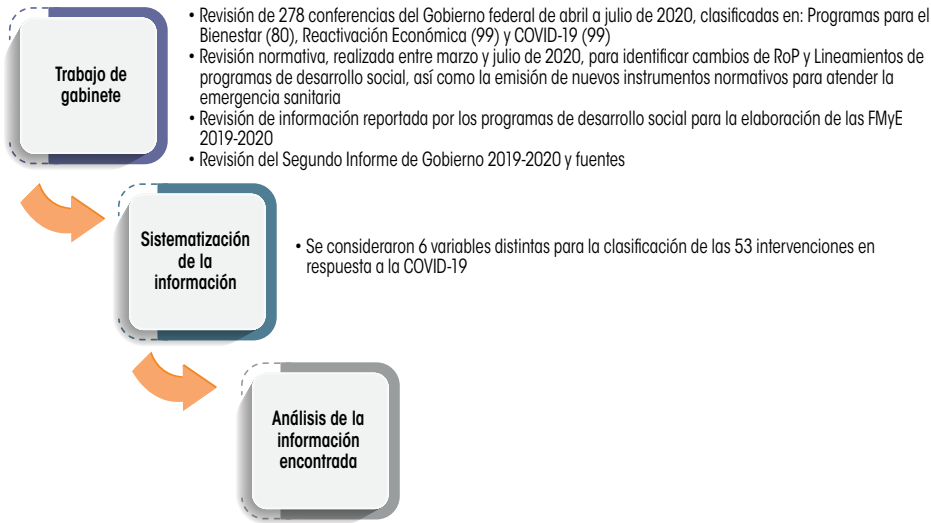 Trabajo de
gabinete
• Revisión de 278 conferencias del Gobierno federal de abril a julio de 2020, clasificadas en: Programas para el
Bienestar (80), Reactivación Económica (99) y COVID-19 (99)
• Revisión normativa, realizada entre marzo y julio de 2020, para identificar cambios de RoP y Lineamientos de
programas de desarrollo social, así como la emisión de nuevos instrumentos normativos para atender la
emergencia sanitaria
• Revisión de información reportada por los programas de desarrollo social para la elaboración de las FMyE
2019-2020
• Revisión del Segundo Informe de Gobierno 2019-2020 y fuentes
Sistematización
de la
información
• Se consideraron 6 variables distintas para la clasificación de las 53 intervenciones en
respuesta a la COVID-19
Análisis de la
información
encontrada